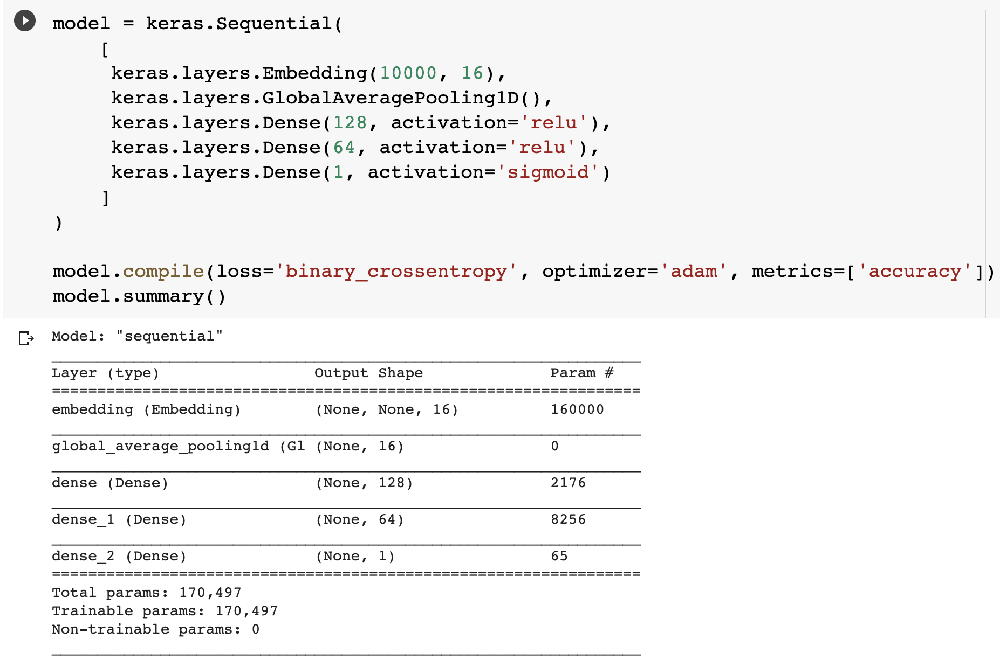 model = keras.Sequential(
    [
     keras.layers.Embedding(10000, 16),
     keras.layers.GlobalAveragePooling1D(),
     keras.layers.Dense(128, activation='relu'),
     keras.layers.Dense(64, activation='relu'),
     keras.layers.Dense(1, activation='sigmoid')
    ]
)

model.compile(loss='binary_crossentropy', optimizer='adam', metrics=['accuracy'])
model.summary()
Model: "sequential"
_________________________________________________________________
Layer (type)                 Output Shape              Param #
=================================================================
embedding (Embedding)        (None, None, 16)          160000
_________________________________________________________________
global_average_pooling1d (Gl (None, 16)                0
_________________________________________________________________
dense (Dense)                (None, 128)               2176
_________________________________________________________________
dense_1 (Dense)              (None, 64)                8256
_________________________________________________________________
dense_2 (Dense)              (None, 1)                 65
=================================================================
Total params: 170,497
Trainable params: 170,497
Non-trainable params: 0
_________________________________________________________________